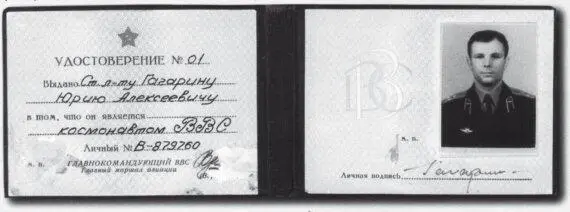 УДОСТОВЕРЕНИЕ № 01
Выдано Ст. л-ту Гагарину
Юрию Алексеевичу
в том, что он является
космонавтом ВВС
Личный № В-879260
м. п.
ГЛАВНОКОМАНДУЮЩИЙ ВВС
Главный маршал авиации
ВВС
м. п.
Личная подпись Гагарин